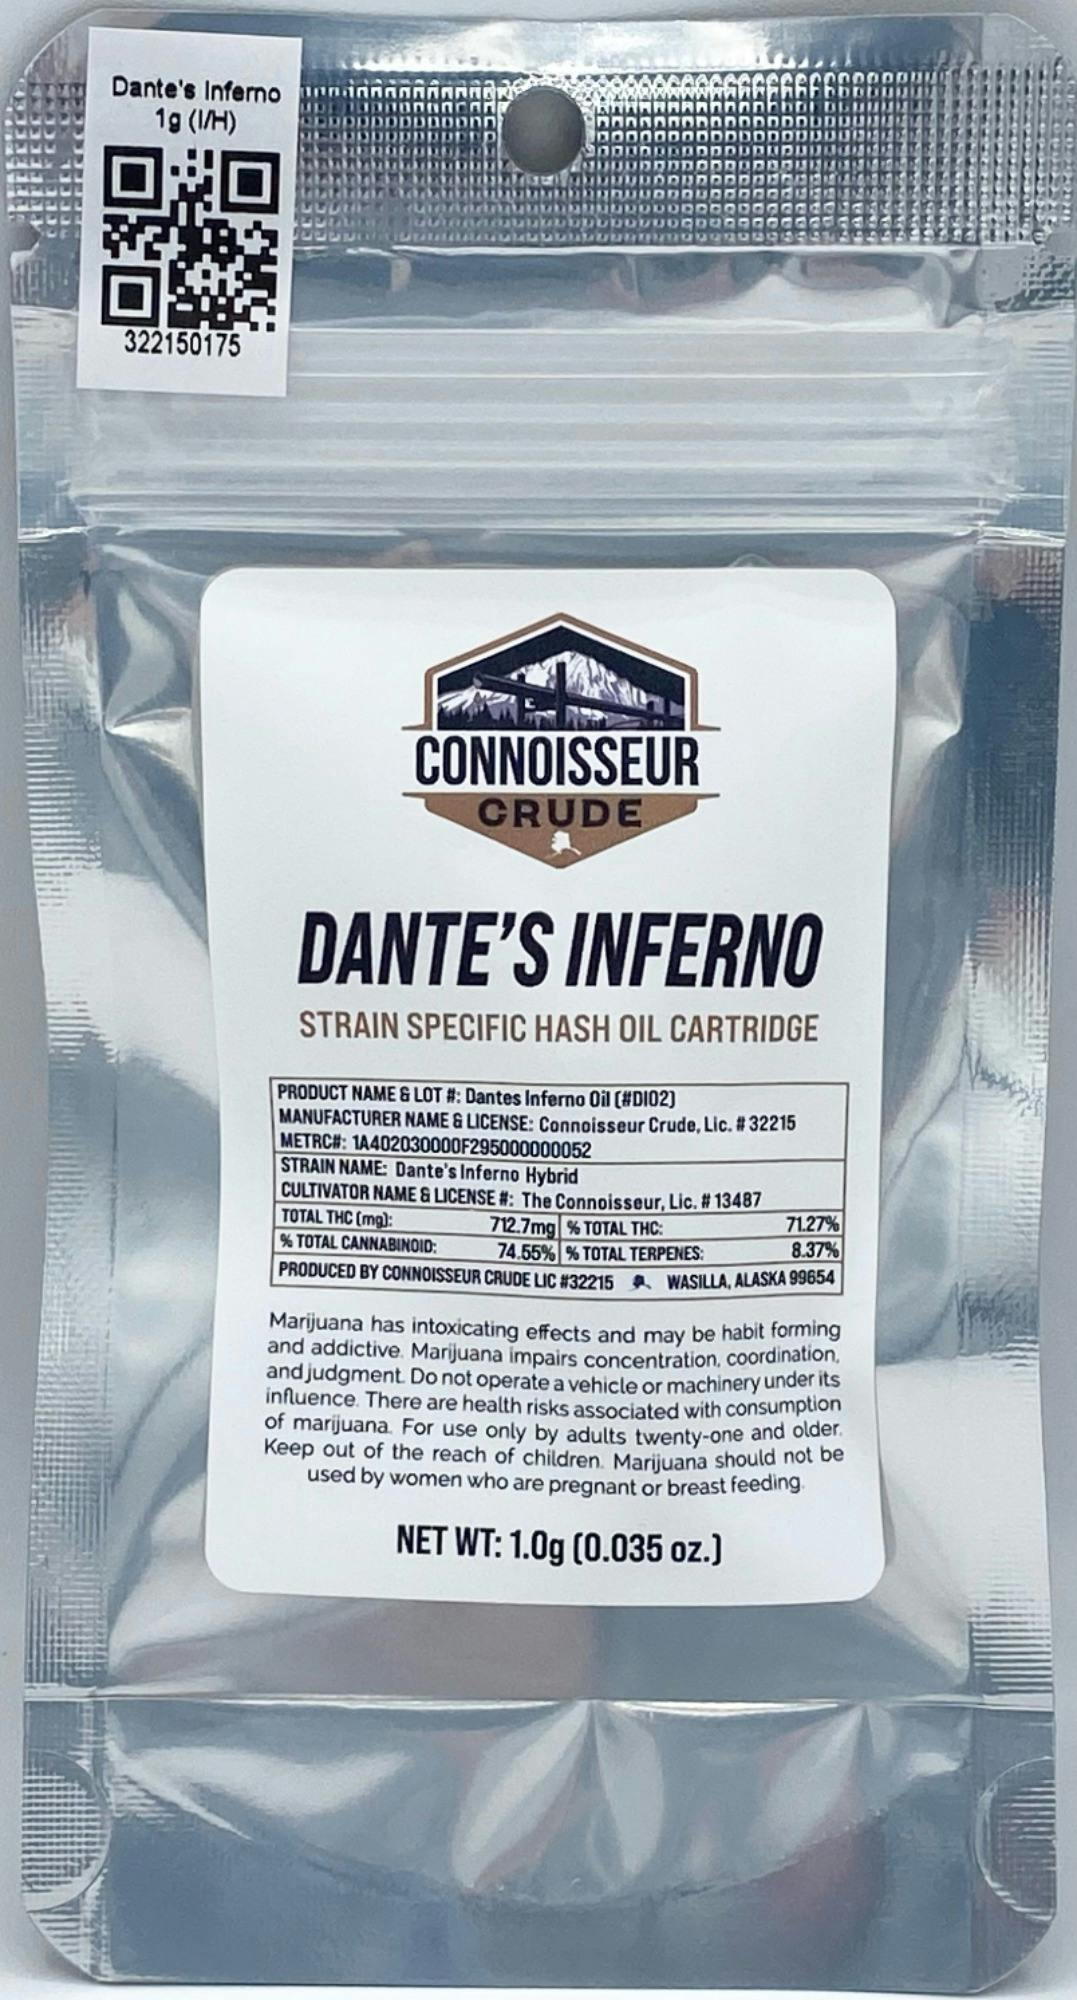 Dante's Inferno
1g (I/H)
322150175
CONNOISSEUR
CRUDE
DANTE'S INFERNO
STRAIN SPECIFIC HASH OIL CARTRIDGE
PRODUCT NAME & LOT #: Dantes Inferno Oil (#DI02)
MANUFACTURER NAME & LICENSE: Connoisseur Crude, Lic. # 32215
METRC#: 1A402030000F295000000052
STRAIN NAME: Dante's Inferno Hybrid
CULTIVATOR NAME & LICENSE #: The Connoisseur, Lic. # 13487
TOTAL THC (mg): 712.7mg % TOTAL THC: 71.27%
% TOTAL CANNABINOID: 74.55% % TOTAL TERPENES: 8.37%
PRODUCED BY CONNOISSEUR CRUDE LIC #32215 WASILLA, ALASKA 99654
Marijuana has intoxicating effects and may be habit forming
and addictive. Marijuana impairs concentration, coordination,
and judgment. Do not operate a vehicle or machinery under its
influence. There are health risks associated with consumption
of marijuana. For use only by adults twenty-one and older.
Keep out of the reach of children. Marijuana should not be
used by women who are pregnant or breast feeding.
NET WT: 1.0g (0.035 oz.)